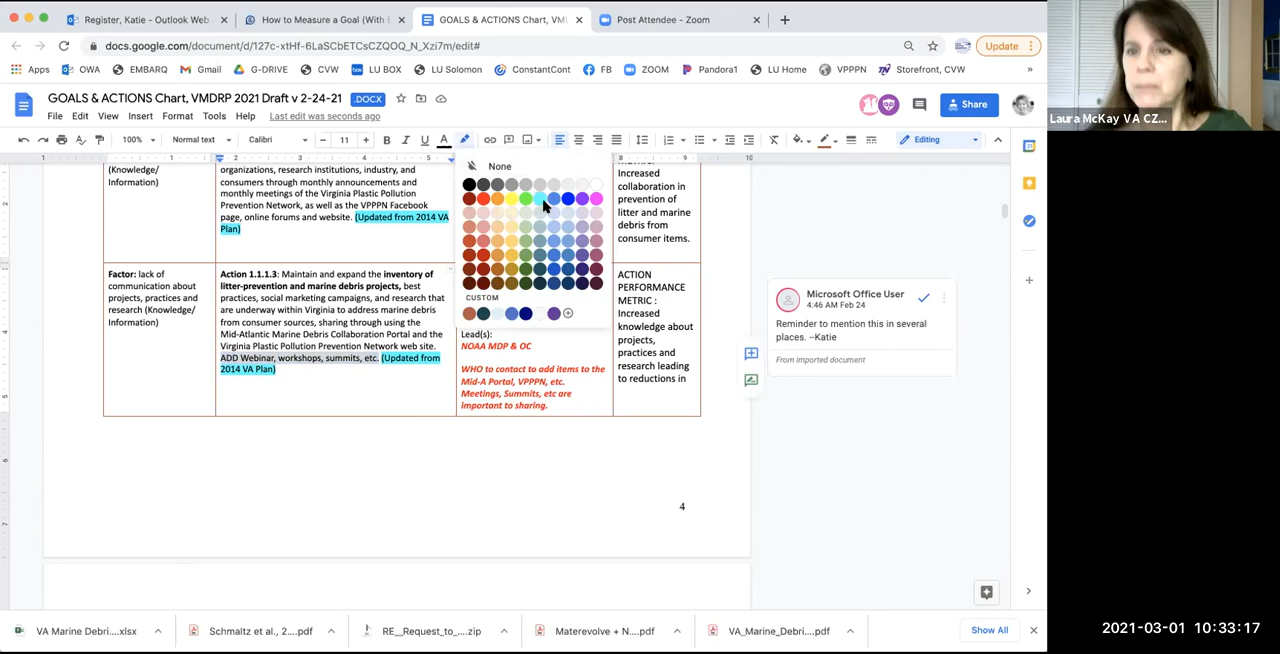 Register, Katie - Outlook Web
How to Measure a Goal (With I
GOALS & ACTIONS Chart, VMI
Post Attendee - Zoom
docs.google.com/document/d/127c-xtHf-6LaSCbETCsCZQOQ_N_Xzi7m/edit#
Update
Apps
OWA
EMBARQ
Gmail
G-DRIVE
CVW
LU BOX
LU Solomon
ConstantCont
FB
ZOOM
Pandora1
LU Home
VPPPN
Storefront, CVW
»
GOALS & ACTIONS Chart, VMDRP 2021 Draft v 2-24-21
.DOCX
Share
File Edit View Insert Format Tools Help
Last edit was seconds ago
100%
Normal text
Calibri
11
B I U A
Editing
1 2 3 4 5 8 9 10
None
CUSTOM
(Knowledge/
Information)
organizations, research institutions, industry, and
consumers through monthly announcements and
monthly meetings of the Virginia Plastic Pollution
Prevention Network, as well as the VPPPN Facebook
page, online forums and website. (Updated from 2014 VA
Plan)
Increased
collaboration in
prevention of
litter and marine
debris from
consumer items.
Factor: lack of
communication about
projects, practices and
research (Knowledge/
Information)
Action 1.1.1.3: Maintain and expand the inventory of
litter-prevention and marine debris projects, best
practices, social marketing campaigns, and research that
are underway within Virginia to address marine debris
from consumer sources, sharing through using the
Mid-Atlantic Marine Debris Collaboration Portal and the
Virginia Plastic Pollution Prevention Network web site.
ADD Webinar, workshops, summits, etc. (Updated from
2014 VA Plan)
Lead(s):
NOAA MDP & OC
WHO to contact to add items to the
Mid-A Portal, VPPPN, etc.
Meetings, Summits, etc are
important to sharing.
ACTION
PERFORMANCE
METRIC :
Increased
knowledge about
projects,
practices and
research leading
to reductions in
4
Microsoft Office User
4:46 AM Feb 24
Reminder to mention this in several
places. --Katie
From imported document
VA Marine Debri....xlsx
Schmaltz et al., 2....pdf
RE__Request_to_....zip
Materevolve + N....pdf
VA_Marine_Debri....pdf
Show All
Laura McKay VA CZ...
2021-03-01 10:33:17